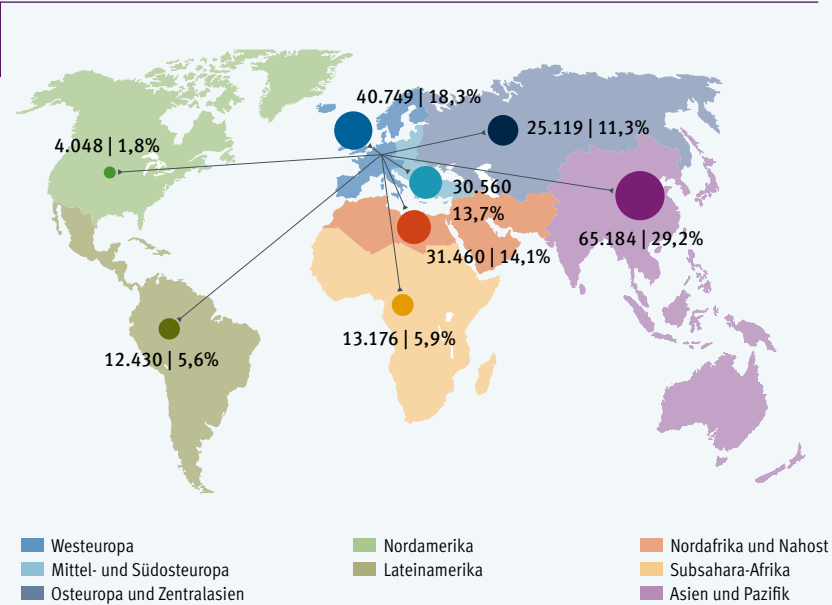 40.749 | 18,3%
25.119 | 11,3%
4.048 | 1,8%
30.560
13,7%
65.184 | 29,2%
31.460 | 14,1%
13.176 | 5,9%
12.430 | 5,6%
Westeuropa
Mittel- und Südosteuropa
Osteuropa und Zentralasien
Nordamerika
Lateinamerika
Nordafrika und Nahost
Subsahara-Afrika
Asien und Pazifik